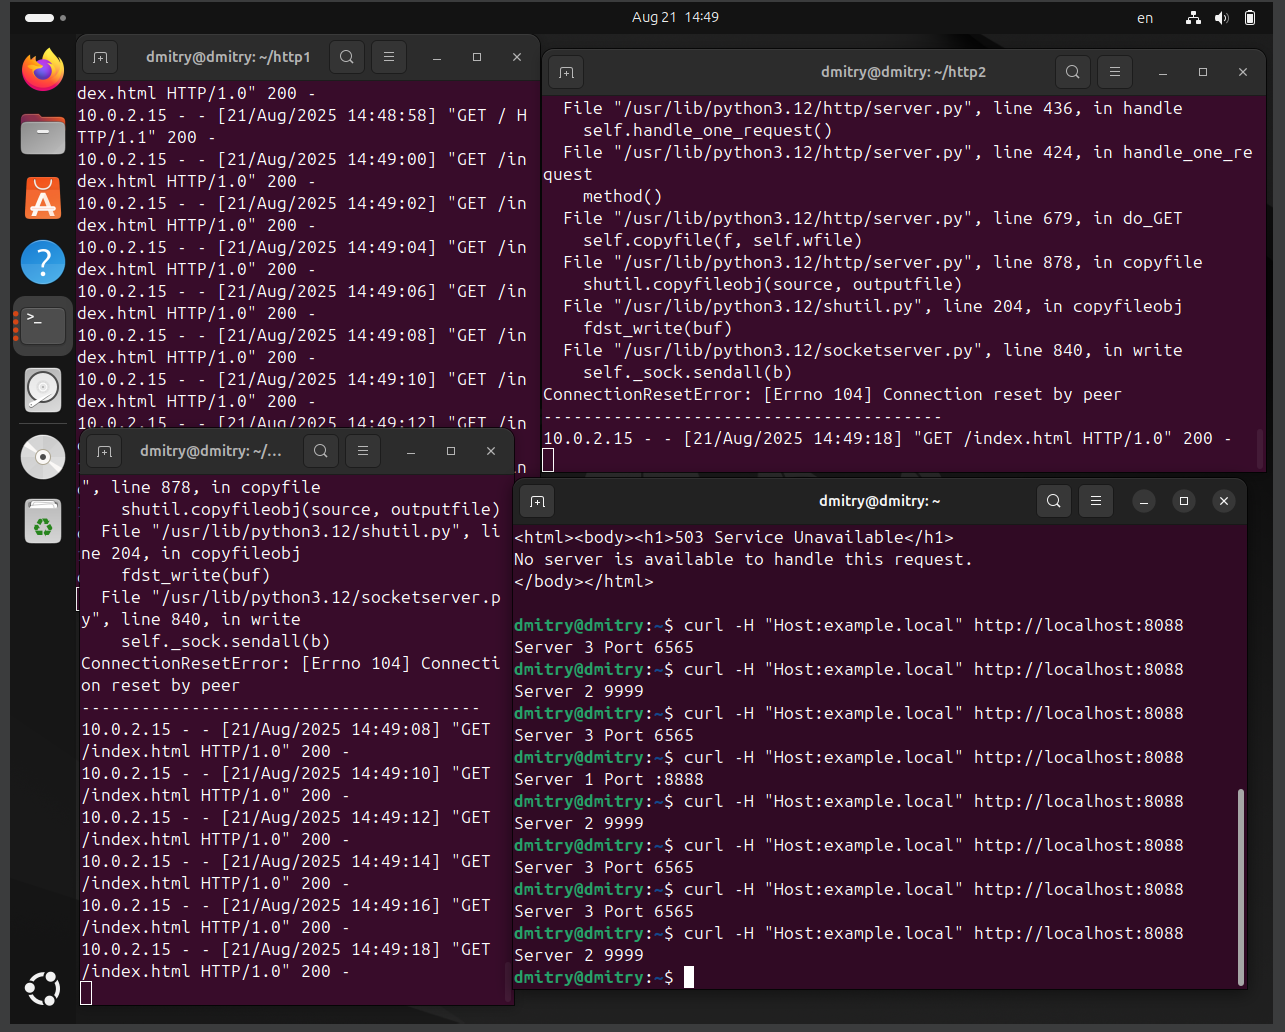 Aug 21 14:49
en
dmitry@dmitry: ~/http1
dex.html HTTP/1.0" 200 -
10.0.2.15 - - [21/Aug/2025 14:48:58] "GET / H
TTP/1.1" 200 -
10.0.2.15 - - [21/Aug/2025 14:49:00] "GET /in
dex.html HTTP/1.0" 200 -
10.0.2.15 - - [21/Aug/2025 14:49:02] "GET /in
dex.html HTTP/1.0" 200 -
10.0.2.15 - - [21/Aug/2025 14:49:04] "GET /in
dex.html HTTP/1.0" 200 -
10.0.2.15 - - [21/Aug/2025 14:49:06] "GET /in
dex.html HTTP/1.0" 200 -
10.0.2.15 - - [21/Aug/2025 14:49:08] "GET /in
dex.html HTTP/1.0" 200 -
10.0.2.15 - - [21/Aug/2025 14:49:10] "GET /in
dex.html HTTP/1.0" 200 -
10.0.2.15 - - [21/Aug/2025 14:49:12] "GET /in
dmitry@dmitry: ~/http2
File "/usr/lib/python3.12/http/server.py", line 436, in handle
self.handle_one_request()
File "/usr/lib/python3.12/http/server.py", line 424, in handle_one_re
quest
method()
File "/usr/lib/python3.12/http/server.py", line 679, in do_GET
self.copyfile(f, self.wfile)
File "/usr/lib/python3.12/http/server.py", line 878, in copyfile
shutil.copyfileobj(source, outputfile)
File "/usr/lib/python3.12/shutil.py", line 204, in copyfileobj
fdst_write(buf)
File "/usr/lib/python3.12/socketserver.py", line 840, in write
self._sock.sendall(b)
ConnectionResetError: [Errno 104] Connection reset by peer
----------------------------------------
10.0.2.15 - - [21/Aug/2025 14:49:18] "GET /index.html HTTP/1.0" 200 -
dmitry@dmitry: ~/...
", line 878, in copyfile
shutil.copyfileobj(source, outputfile)
File "/usr/lib/python3.12/shutil.py", li
ne 204, in copyfileobj
fdst_write(buf)
File "/usr/lib/python3.12/socketserver.p
y", line 840, in write
self._sock.sendall(b)
ConnectionResetError: [Errno 104] Connecti
on reset by peer
----------------------------------------
10.0.2.15 - - [21/Aug/2025 14:49:08] "GET
/index.html HTTP/1.0" 200 -
10.0.2.15 - - [21/Aug/2025 14:49:10] "GET
/index.html HTTP/1.0" 200 -
10.0.2.15 - - [21/Aug/2025 14:49:12] "GET
/index.html HTTP/1.0" 200 -
10.0.2.15 - - [21/Aug/2025 14:49:14] "GET
/index.html HTTP/1.0" 200 -
10.0.2.15 - - [21/Aug/2025 14:49:16] "GET
/index.html HTTP/1.0" 200 -
10.0.2.15 - - [21/Aug/2025 14:49:18] "GET
/index.html HTTP/1.0" 200 -
dmitry@dmitry: ~
<html><body><h1>503 Service Unavailable</h1>
No server is available to handle this request.
</body></html>
dmitry@dmitry:~$ curl -H "Host:example.local" http://localhost:8088
Server 3 Port 6565
dmitry@dmitry:~$ curl -H "Host:example.local" http://localhost:8088
Server 2 9999
dmitry@dmitry:~$ curl -H "Host:example.local" http://localhost:8088
Server 3 Port 6565
dmitry@dmitry:~$ curl -H "Host:example.local" http://localhost:8088
Server 1 Port :8888
dmitry@dmitry:~$ curl -H "Host:example.local" http://localhost:8088
Server 2 9999
dmitry@dmitry:~$ curl -H "Host:example.local" http://localhost:8088
Server 3 Port 6565
dmitry@dmitry:~$ curl -H "Host:example.local" http://localhost:8088
Server 3 Port 6565
dmitry@dmitry:~$ curl -H "Host:example.local" http://localhost:8088
Server 2 9999
dmitry@dmitry:~$